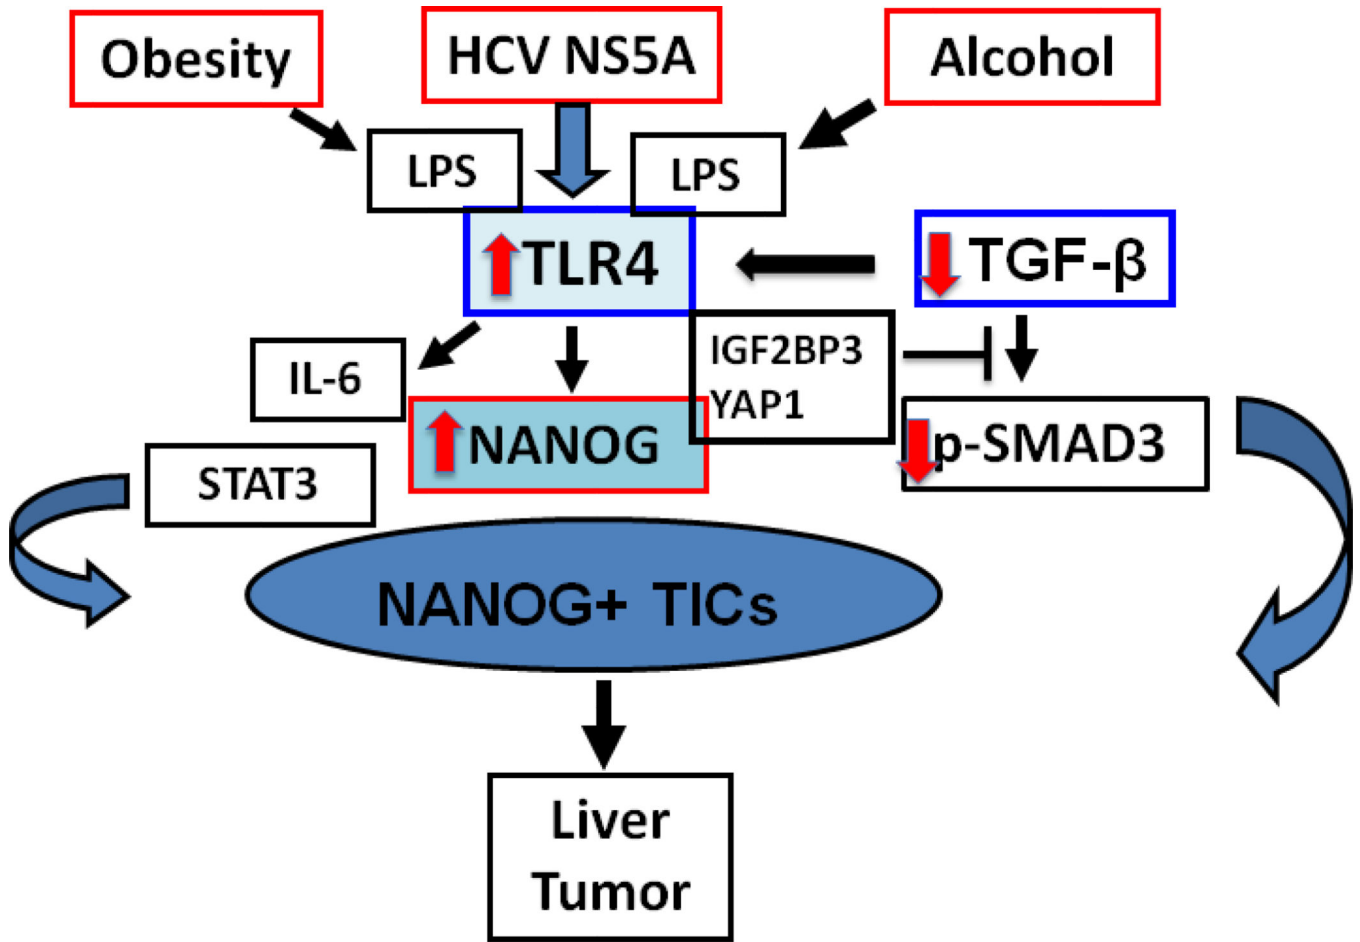 Obesity
HCV NS5A
Alcohol
LPS
LPS
TLR4
TGF-β
IL-6
IGF2BP3
YAP1
NANOG
p-SMAD3
STAT3
NANOG+ TICs
Liver
Tumor